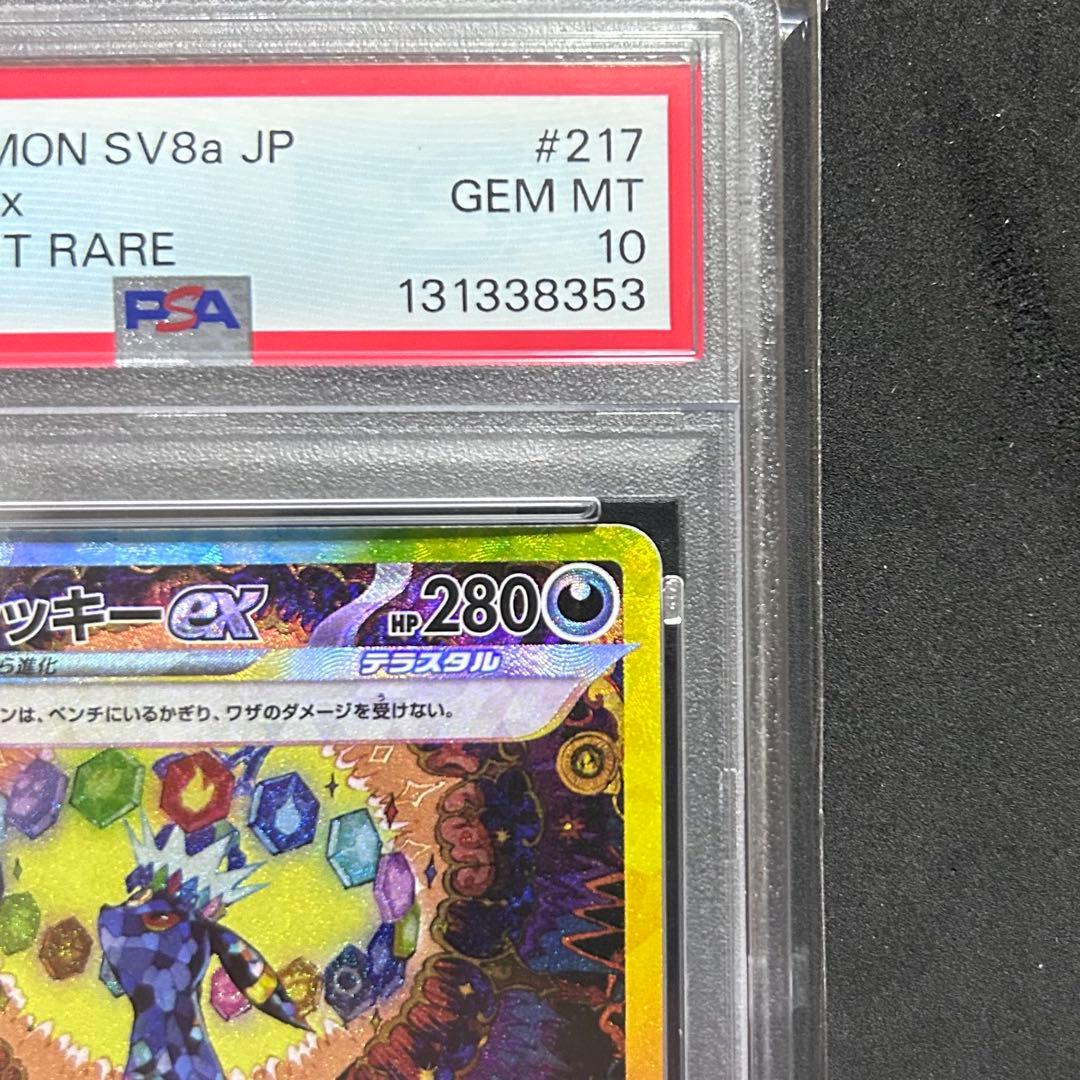 MON SV8a JP #217
x GEM MT
T RARE 10
PSA 131338353
ッキーex HP280
ら進化 テラスタル
ンは、ベンチにいるかぎり、ワザのダメージを受けない。